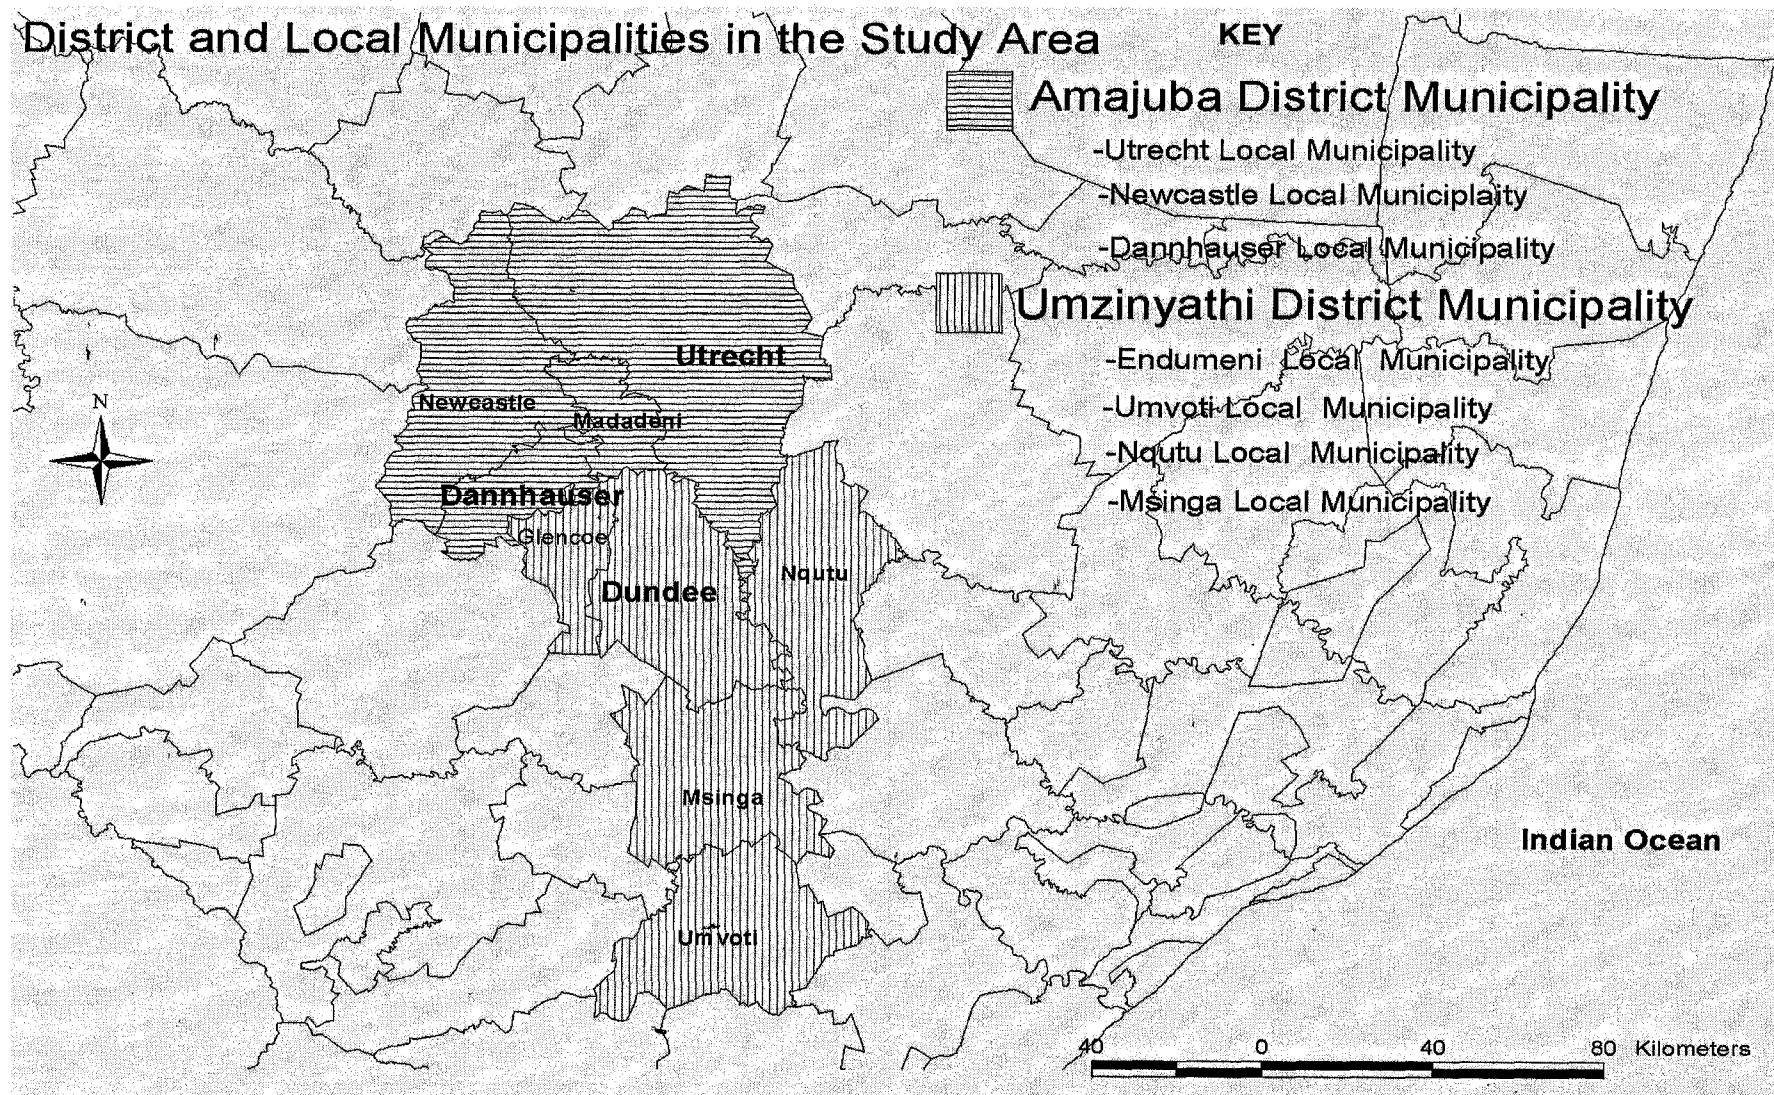 District and Local Municipalities in the Study Area
KEY
Amajuba District Municipality
-Utrecht Local Municipality
-Newcastle Local Municiplaity
-Dannhauser Local Municipality
Umzinyathi District Municipality
-Endumeni Local Municipality
-Umvoti Local Municipality
-Nqutu Local Municipality
-Msinga Local Municipality
Utrecht
Newcastle
N
Madadeni
Dannhauser
Glencoe
Nqutu
Dundee
Msinga
Indian Ocean
Umvoti
40 0 40 80 Kilometers